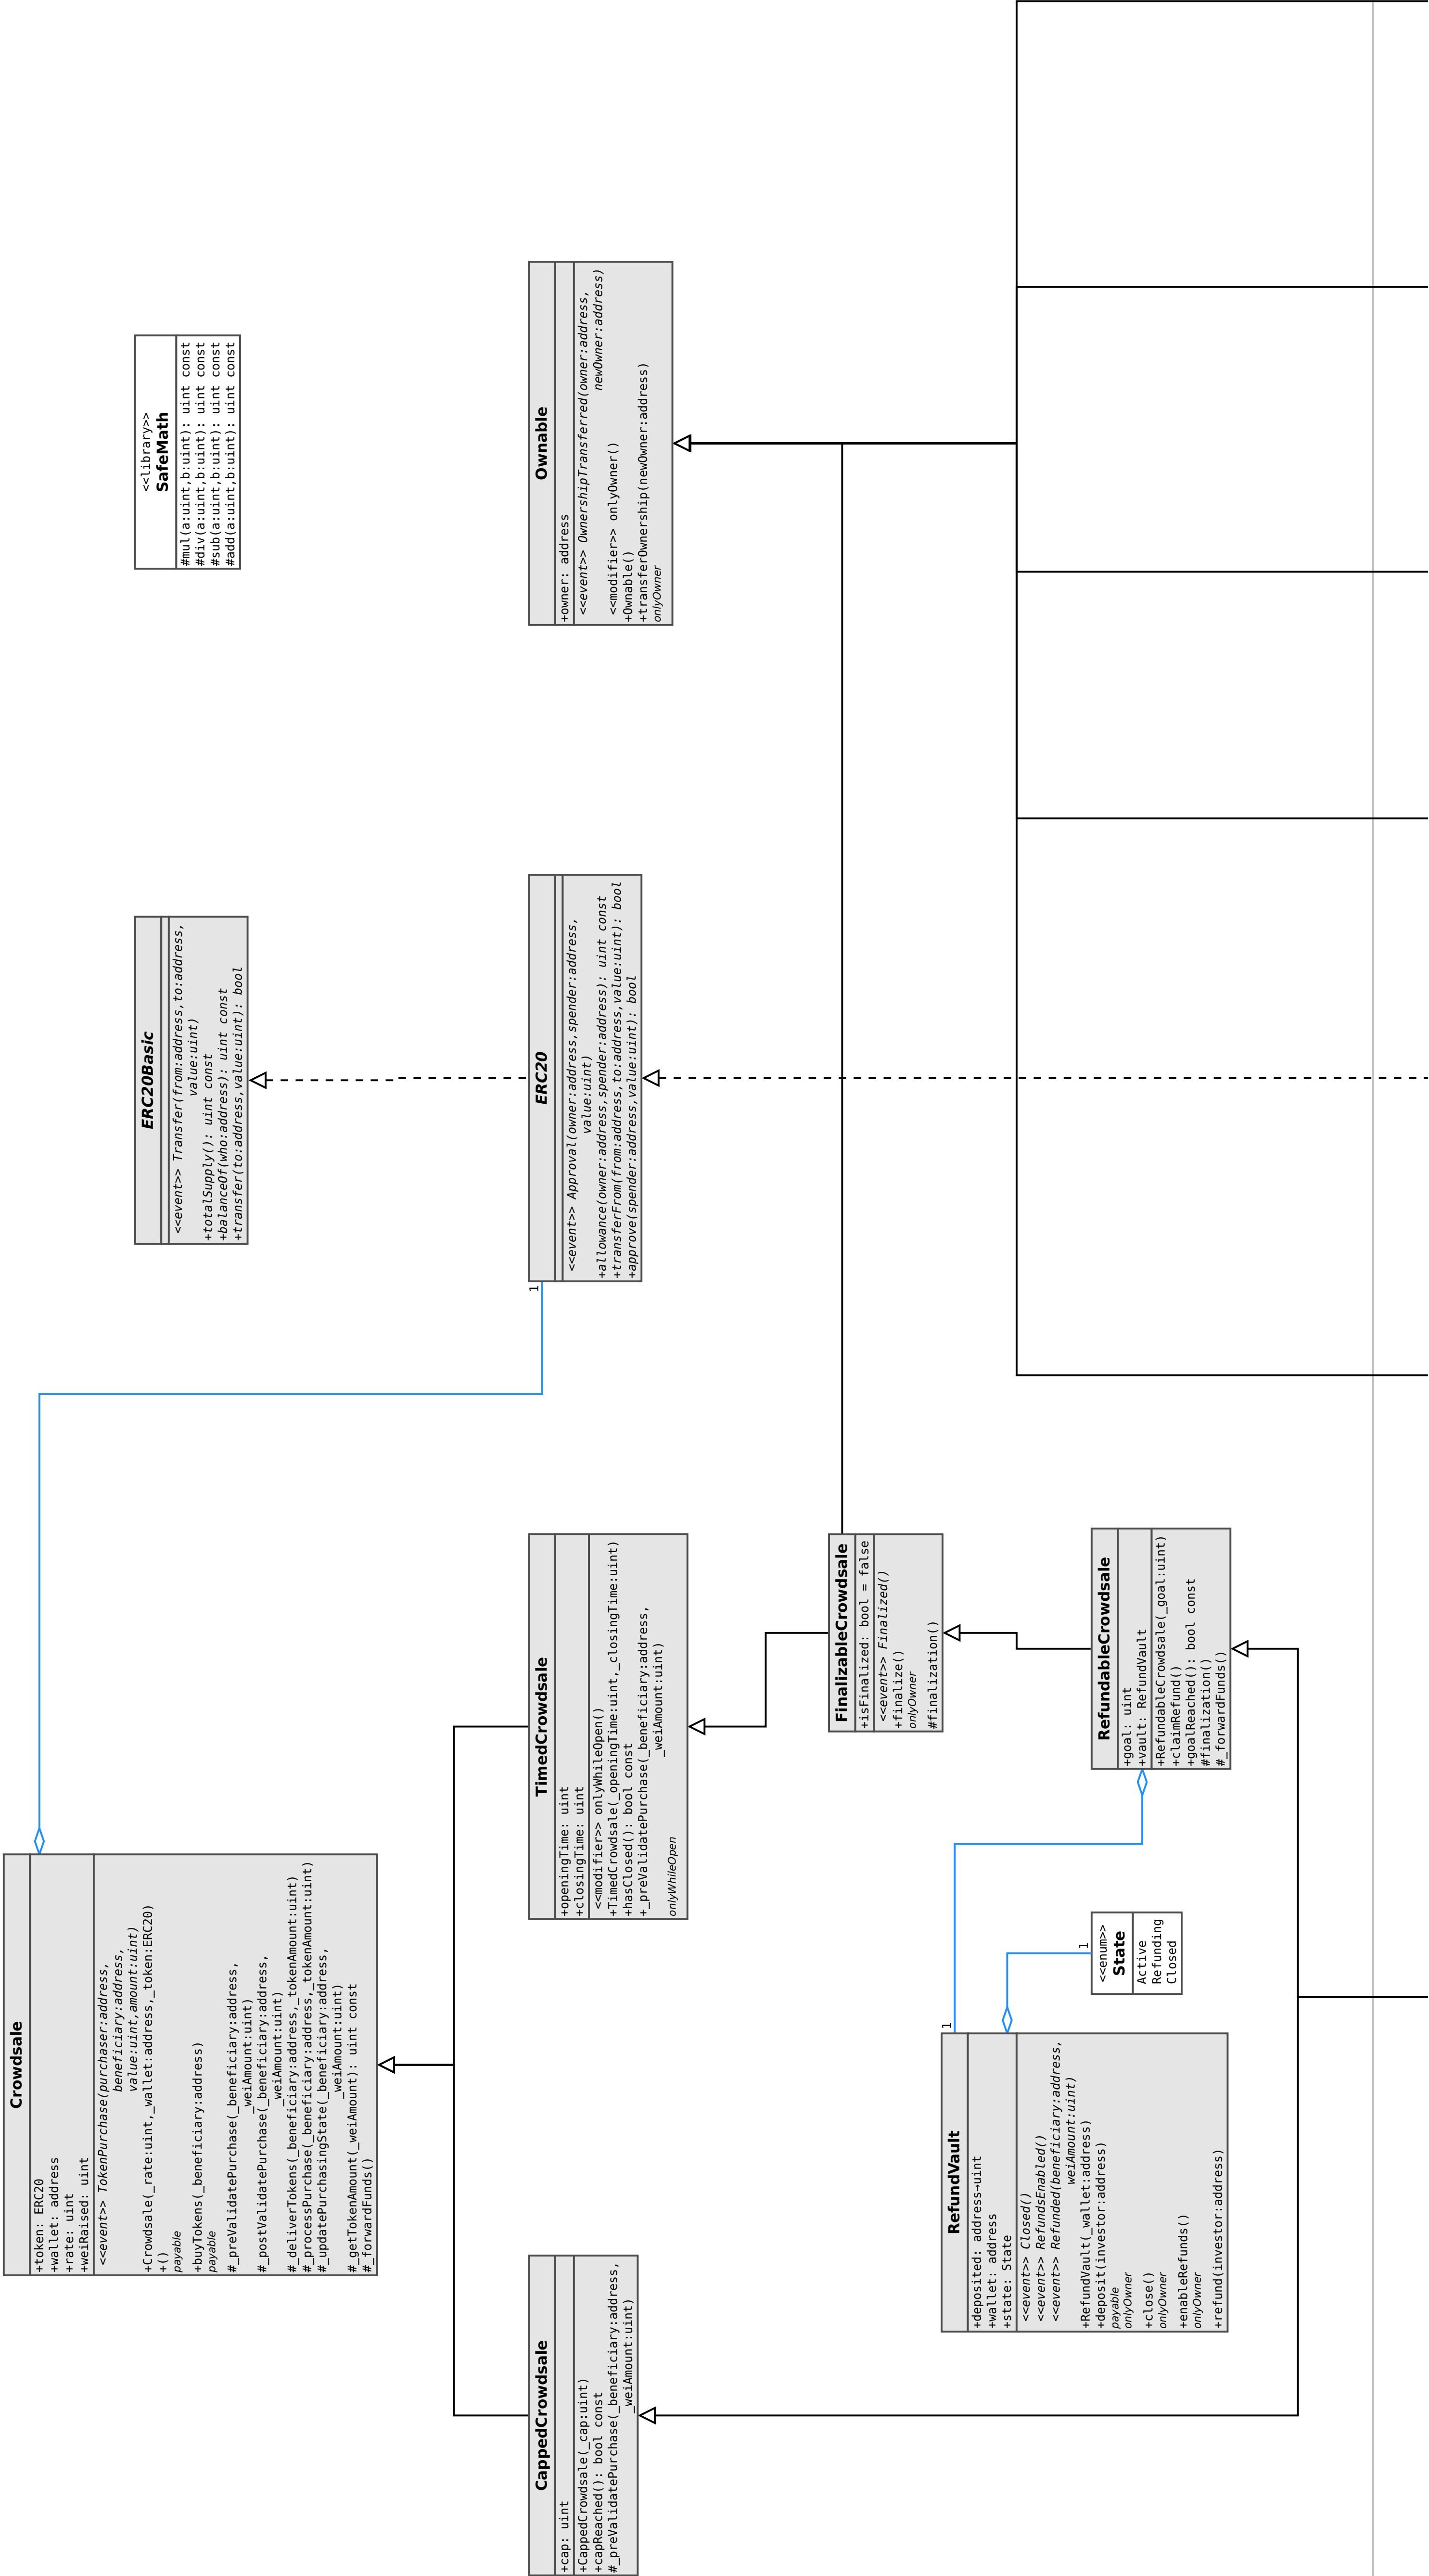 Crowdsale
+token: ERC20
+wallet: address
+rate: uint
+weiRaised: uint
<<event>> TokenPurchase(purchaser:address,
beneficiary:address,
value:uint,amount:uint)
+Crowdsale(_rate:uint,_wallet:address,_token:ERC20)
+()
payable
+buyTokens(_beneficiary:address)
payable
#_preValidatePurchase(_beneficiary:address,
_weiAmount:uint)
#_postValidatePurchase(_beneficiary:address,
_weiAmount:uint)
#_deliverTokens(_beneficiary:address,_tokenAmount:uint)
#_processPurchase(_beneficiary:address,_tokenAmount:uint)
#_updatePurchasingState(_beneficiary:address,
_weiAmount:uint)
#_getTokenAmount(_weiAmount): uint const
#_forwardFunds()
ERC20Basic
<<event>> Transfer(from:address,to:address,
value:uint)
+totalSupply(): uint const
+balanceOf(who:address): uint const
+transfer(to:address,value:uint): bool
<<library>>
SafeMath
#mul(a:uint,b:uint): uint const
#div(a:uint,b:uint): uint const
#sub(a:uint,b:uint): uint const
#add(a:uint,b:uint): uint const
CappedCrowdsale
+cap: uint
+CappedCrowdsale(_cap:uint)
+capReached(): bool const
#_preValidatePurchase(_beneficiary:address,
_weiAmount:uint)
TimedCrowdsale
+openingTime: uint
+closingTime: uint
<<modifier>> onlyWhileOpen()
+TimedCrowdsale(_openingTime:uint,_closingTime:uint)
+hasClosed(): bool const
+_preValidatePurchase(_beneficiary:address,
_weiAmount:uint)
onlyWhileOpen
1
ERC20
<<event>> Approval(owner:address,spender:address,
value:uint)
+allowance(owner:address,spender:address): uint const
+transferFrom(from:address,to:address,value:uint): bool
+approve(spender:address,value:uint): bool
Ownable
+owner: address
<<event>> OwnershipTransferred(owner:address,
newOwner:address)
<<modifier>> onlyOwner()
+Ownable()
+transferOwnership(newOwner:address)
onlyOwner
FinalizableCrowdsale
+isFinalized: bool = false
<<event>> Finalized()
+finalize()
onlyOwner
#finalization()
1
RefundVault
+deposited: address→uint
+wallet: address
+state: State
<<event>> Closed()
<<event>> RefundsEnabled()
<<event>> Refunded(beneficiary:address,
weiAmount:uint)
+RefundVault(_wallet:address)
+deposit(investor:address)
payable
onlyOwner
+close()
onlyOwner
+enableRefunds()
onlyOwner
+refund(investor:address)
1
<<enum>>
State
Active
Refunding
Closed
RefundableCrowdsale
+goal: uint
+vault: RefundVault
+RefundableCrowdsale(_goal:uint)
+claimRefund()
+goalReached(): bool const
#finalization()
#_forwardFunds()